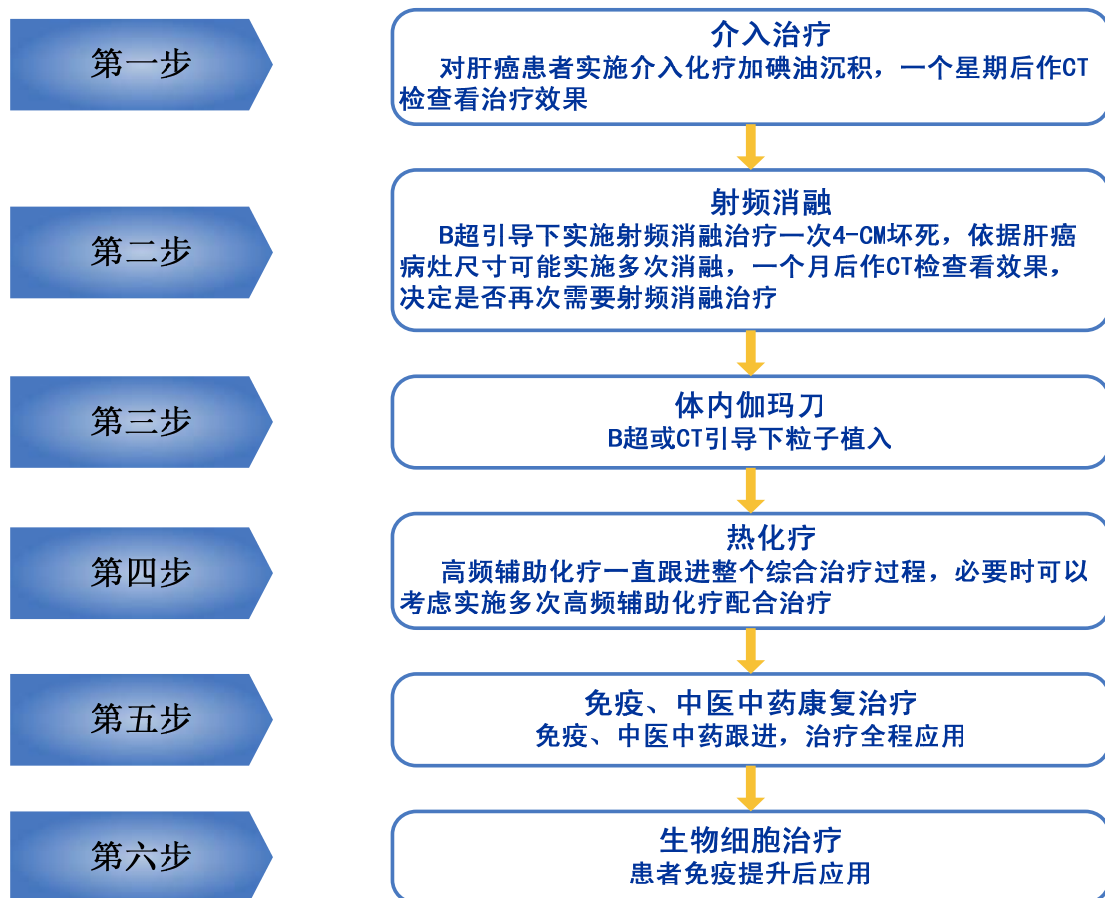 第一步
介入治疗
对肝癌患者实施介入化疗加碘油沉积，一个星期后作CT
检查看治疗效果
第二步
射频消融
B超引导下实施射频消融治疗一次4-CM坏死，依据肝癌
病灶尺寸可能实施多次消融，一个月后作CT检查看效果，
决定是否再次需要射频消融治疗
第三步
体内伽玛刀
B超或CT引导下粒子植入
第四步
热化疗
高频辅助化疗一直跟进整个综合治疗过程，必要时可以
考虑实施多次高频辅助化疗配合治疗
第五步
免疫、中医中药康复治疗
免疫、中医中药跟进，治疗全程应用
第六步
生物细胞治疗
患者免疫提升后应用